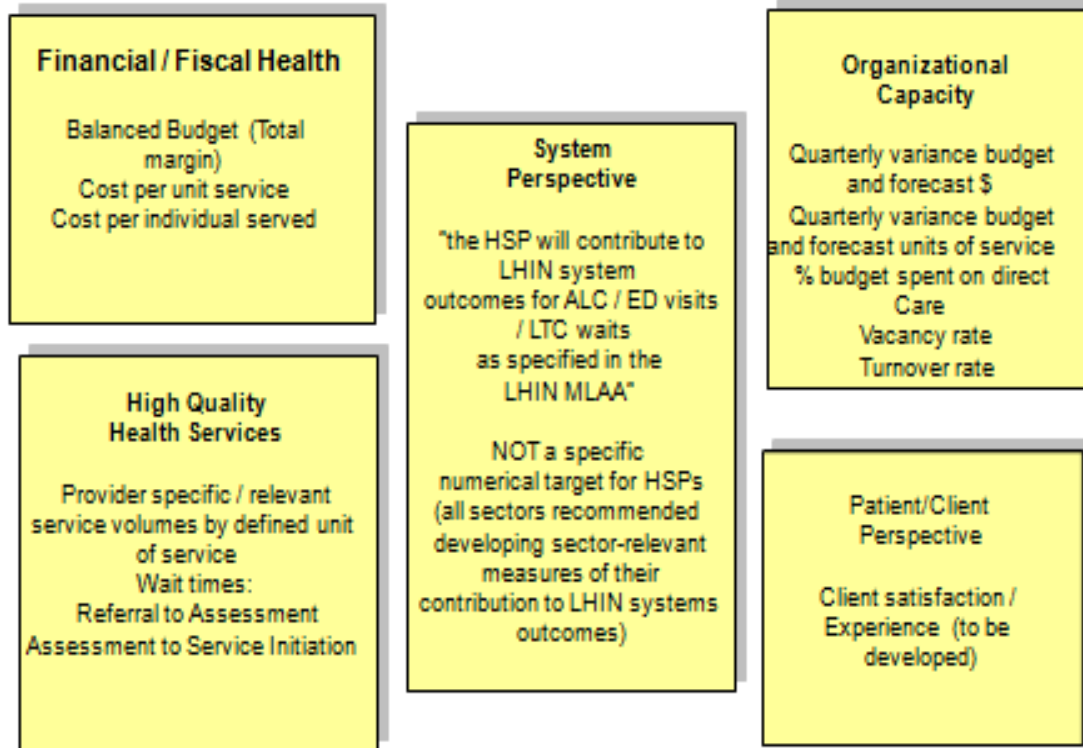 Financial / Fiscal Health
Balanced Budget (Total
margin)
Cost per unit service
Cost per individual served
High Quality
Health Services
Provider specific / relevant
service volumes by defined unit
of service
Wait times:
Referral to Assessment
Assessment to Service Initiation
System
Perspective
"the HSP will contribute to
LHIN system
outcomes for ALC / ED visits
/ LTC waits
as specified in the
LHIN MLAA"
NOT a specific
numerical target for HSPs
(all sectors recommended
developing sector-relevant
measures of their
contribution to LHIN systems
outcomes)
Organizational
Capacity
Quarterly variance budget
and forecast $
Quarterly variance budget
and forecast units of service
% budget spent on direct
Care
Vacancy rate
Turnover rate
Patient/Client
Perspective
Client satisfaction /
Experience (to be
developed)